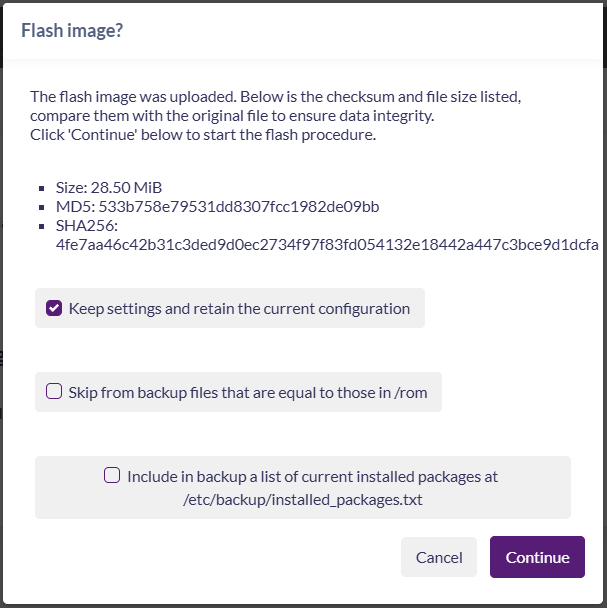 Flash image?
The flash image was uploaded. Below is the checksum and file size listed,
compare them with the original file to ensure data integrity.
Click 'Continue' below to start the flash procedure.
Size: 28.50 MiB
MD5: 533b758e79531dd8307fcc1982de09bb
SHA256:
4fe7aa46c42b31c3ded9d0ec2734f97f83fd054132e18442a447c3bce9d1dcfa
Keep settings and retain the current configuration
Skip from backup files that are equal to those in /rom
Include in backup a list of current installed packages at
/etc/backup/installed_packages.txt
Cancel
Continue